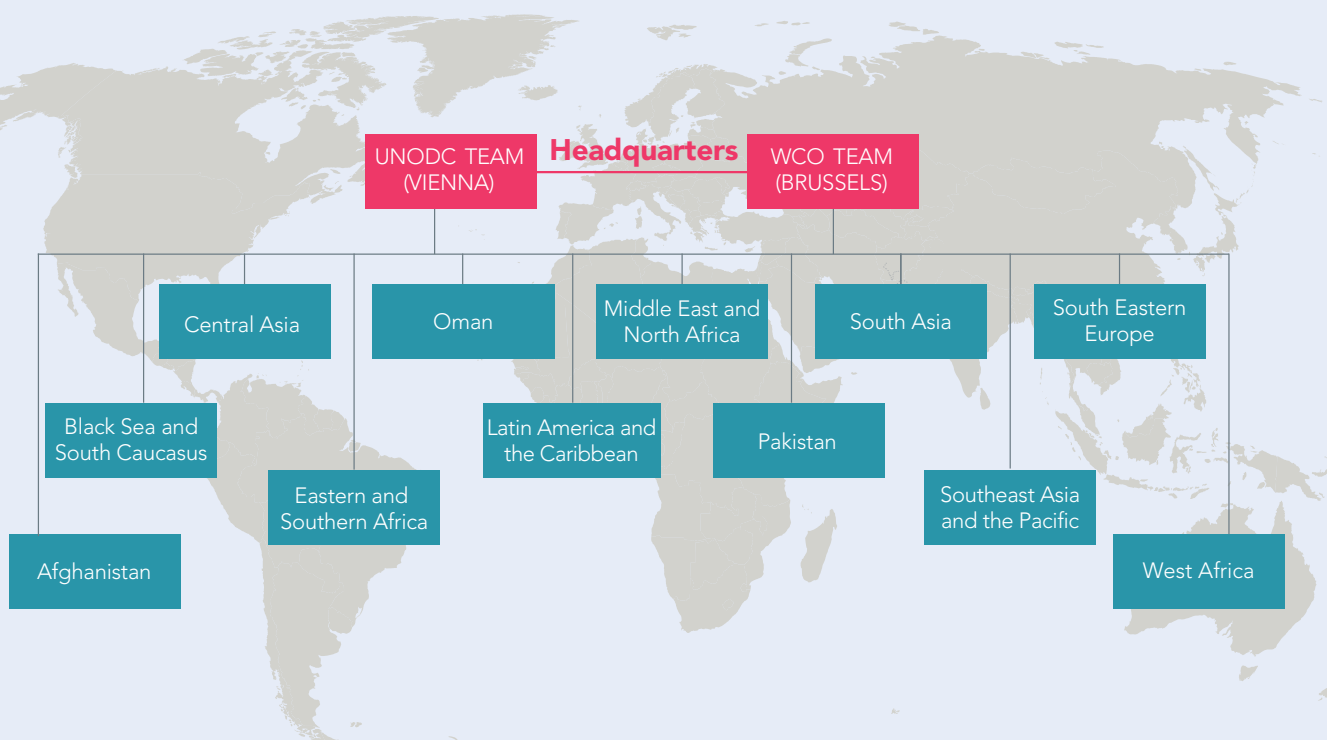 UNODC TEAM
(VIENNA)
Headquarters
WCO TEAM
(BRUSSELS)
Central Asia
Oman
Middle East and
North Africa
South Asia
South Eastern
Europe
Black Sea and
South Caucasus
Latin America and
the Caribbean
Pakistan
Eastern and
Southern Africa
Southeast Asia
and the Pacific
Afghanistan
West Africa